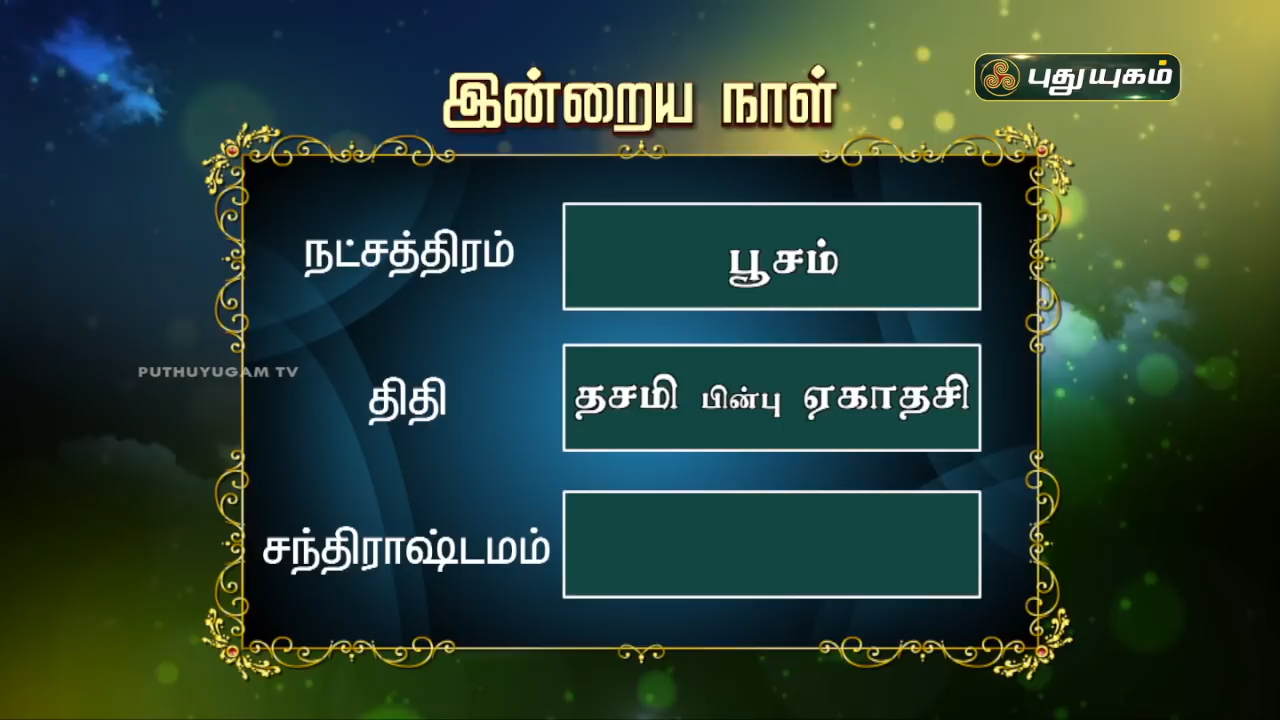 இன்றைய நாள்
புதுயுகம்
நட்சத்திரம்
பூசம்
PUTHUYUGAM TV
திதி
தசமி பின்பு ஏகாதசி
சந்திராஷ்டமம்